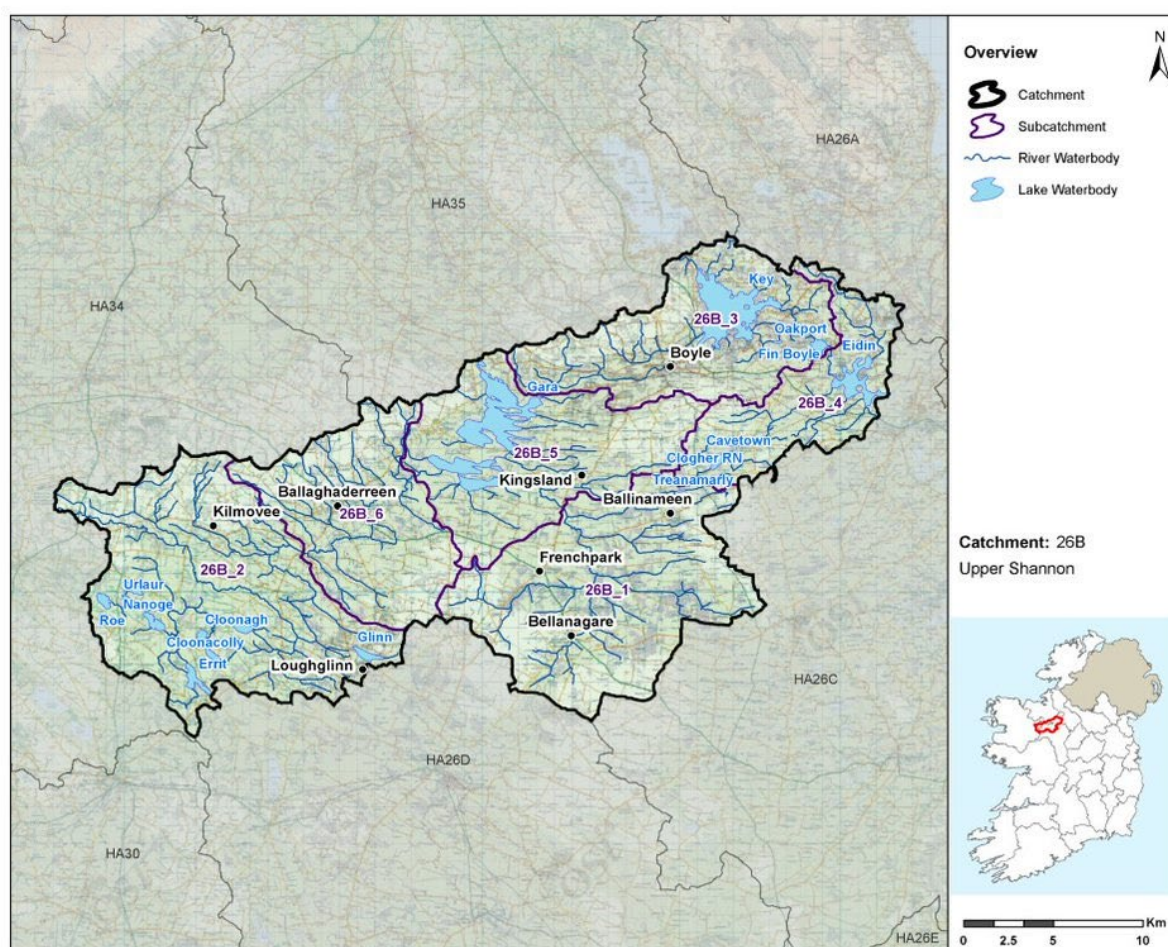 HA26A
HA35
HA34
Key
26B_3
Oakport
Eidin
Fin Boyle
Boyle
Gara
26B_4
Cavetown
26B_5
Clogher RN
Kingsland
Treanamarly
Ballinameen
Ballaghaderreen
26B_6
Kilmovee
Frenchpark
26B_2
26B_1
Urlaur
Nanoge
Roe
Cloonagh
Cloonacolly
Errit
Bellanagare
Glinn
Loughglinn
HA26C
HA26D
HA30
HA26E
Overview
N
Catchment
Subcatchment
River Waterbody
Lake Waterbody
Catchment: 26B
Upper Shannon
Km
0 2.5 5 10